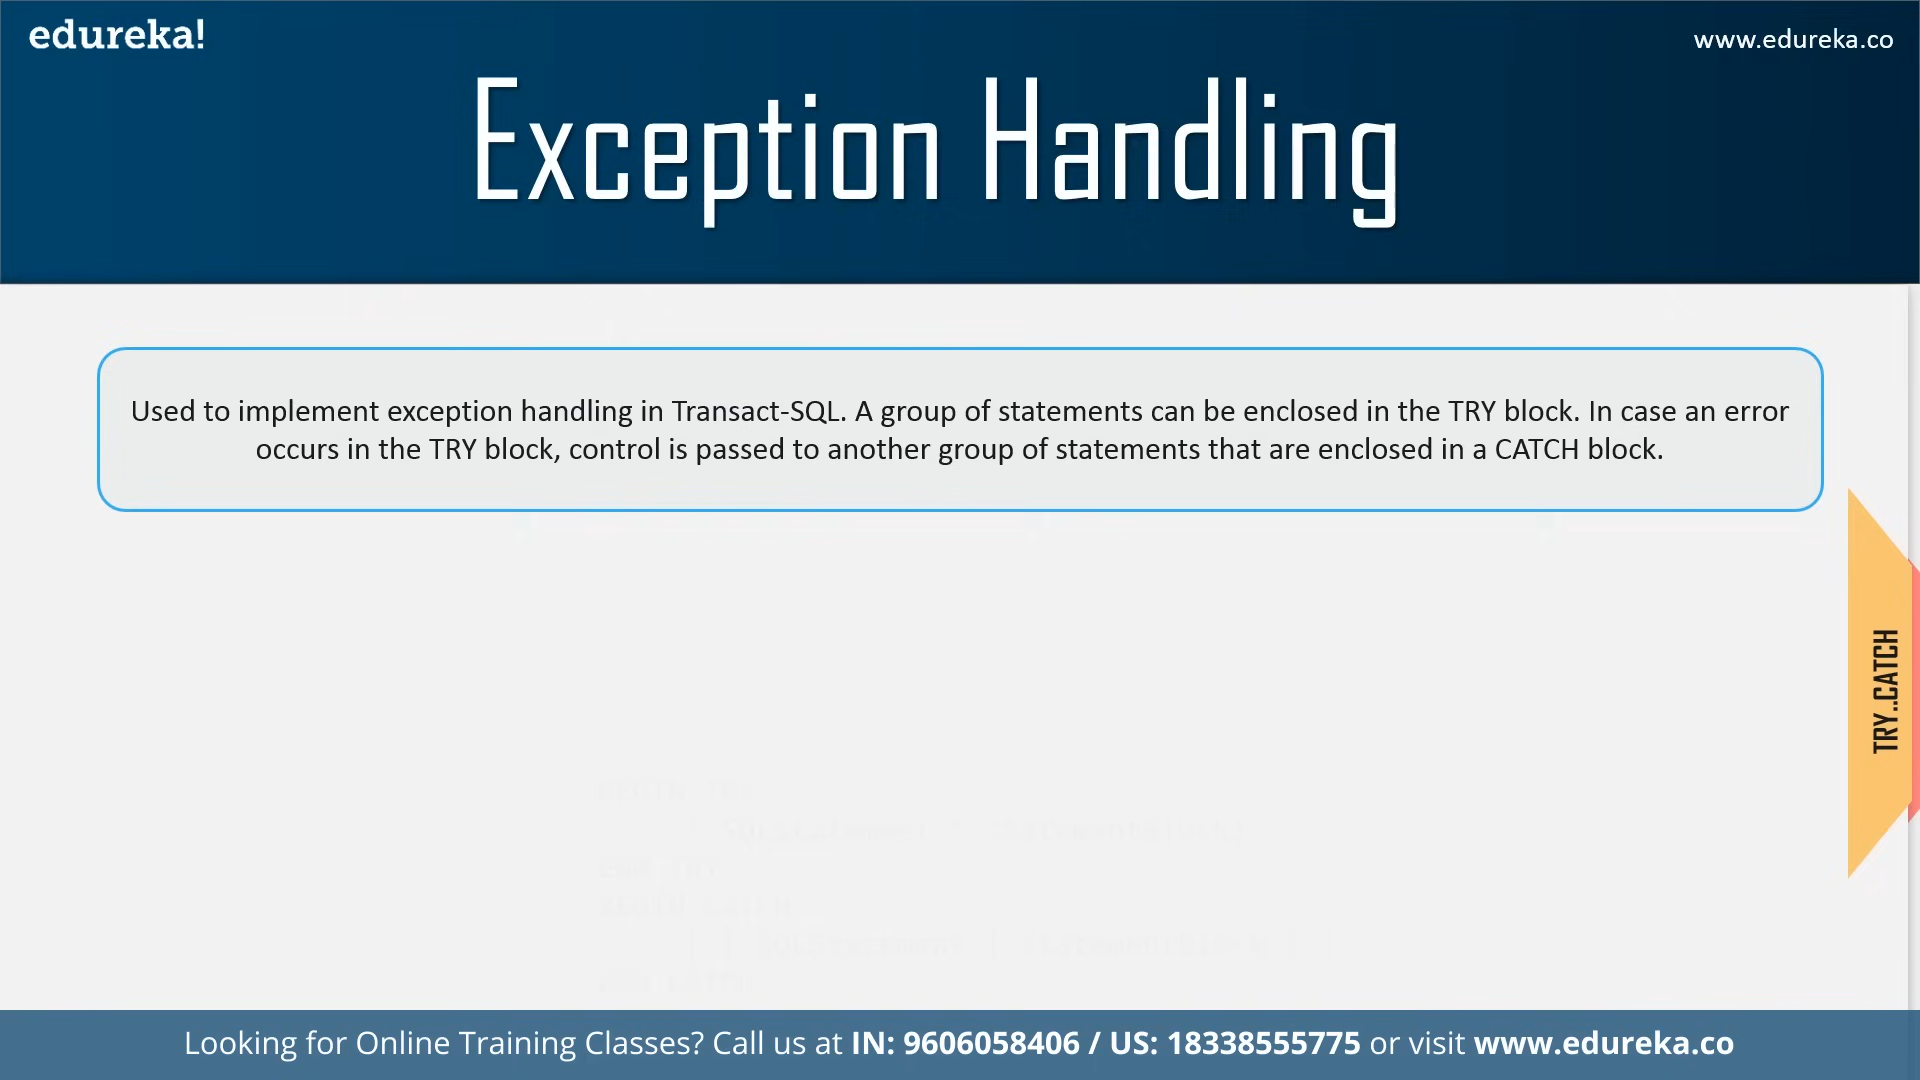 edureka!
www.edureka.co
Exception Handling
Used to implement exception handling in Transact-SQL. A group of statements can be enclosed in the TRY block. In case an error
occurs in the TRY block, control is passed to another group of statements that are enclosed in a CATCH block.
TRY..CATCH
Looking for Online Training Classes? Call us at IN: 9606058406 / US: 18338555775 or visit www.edureka.co